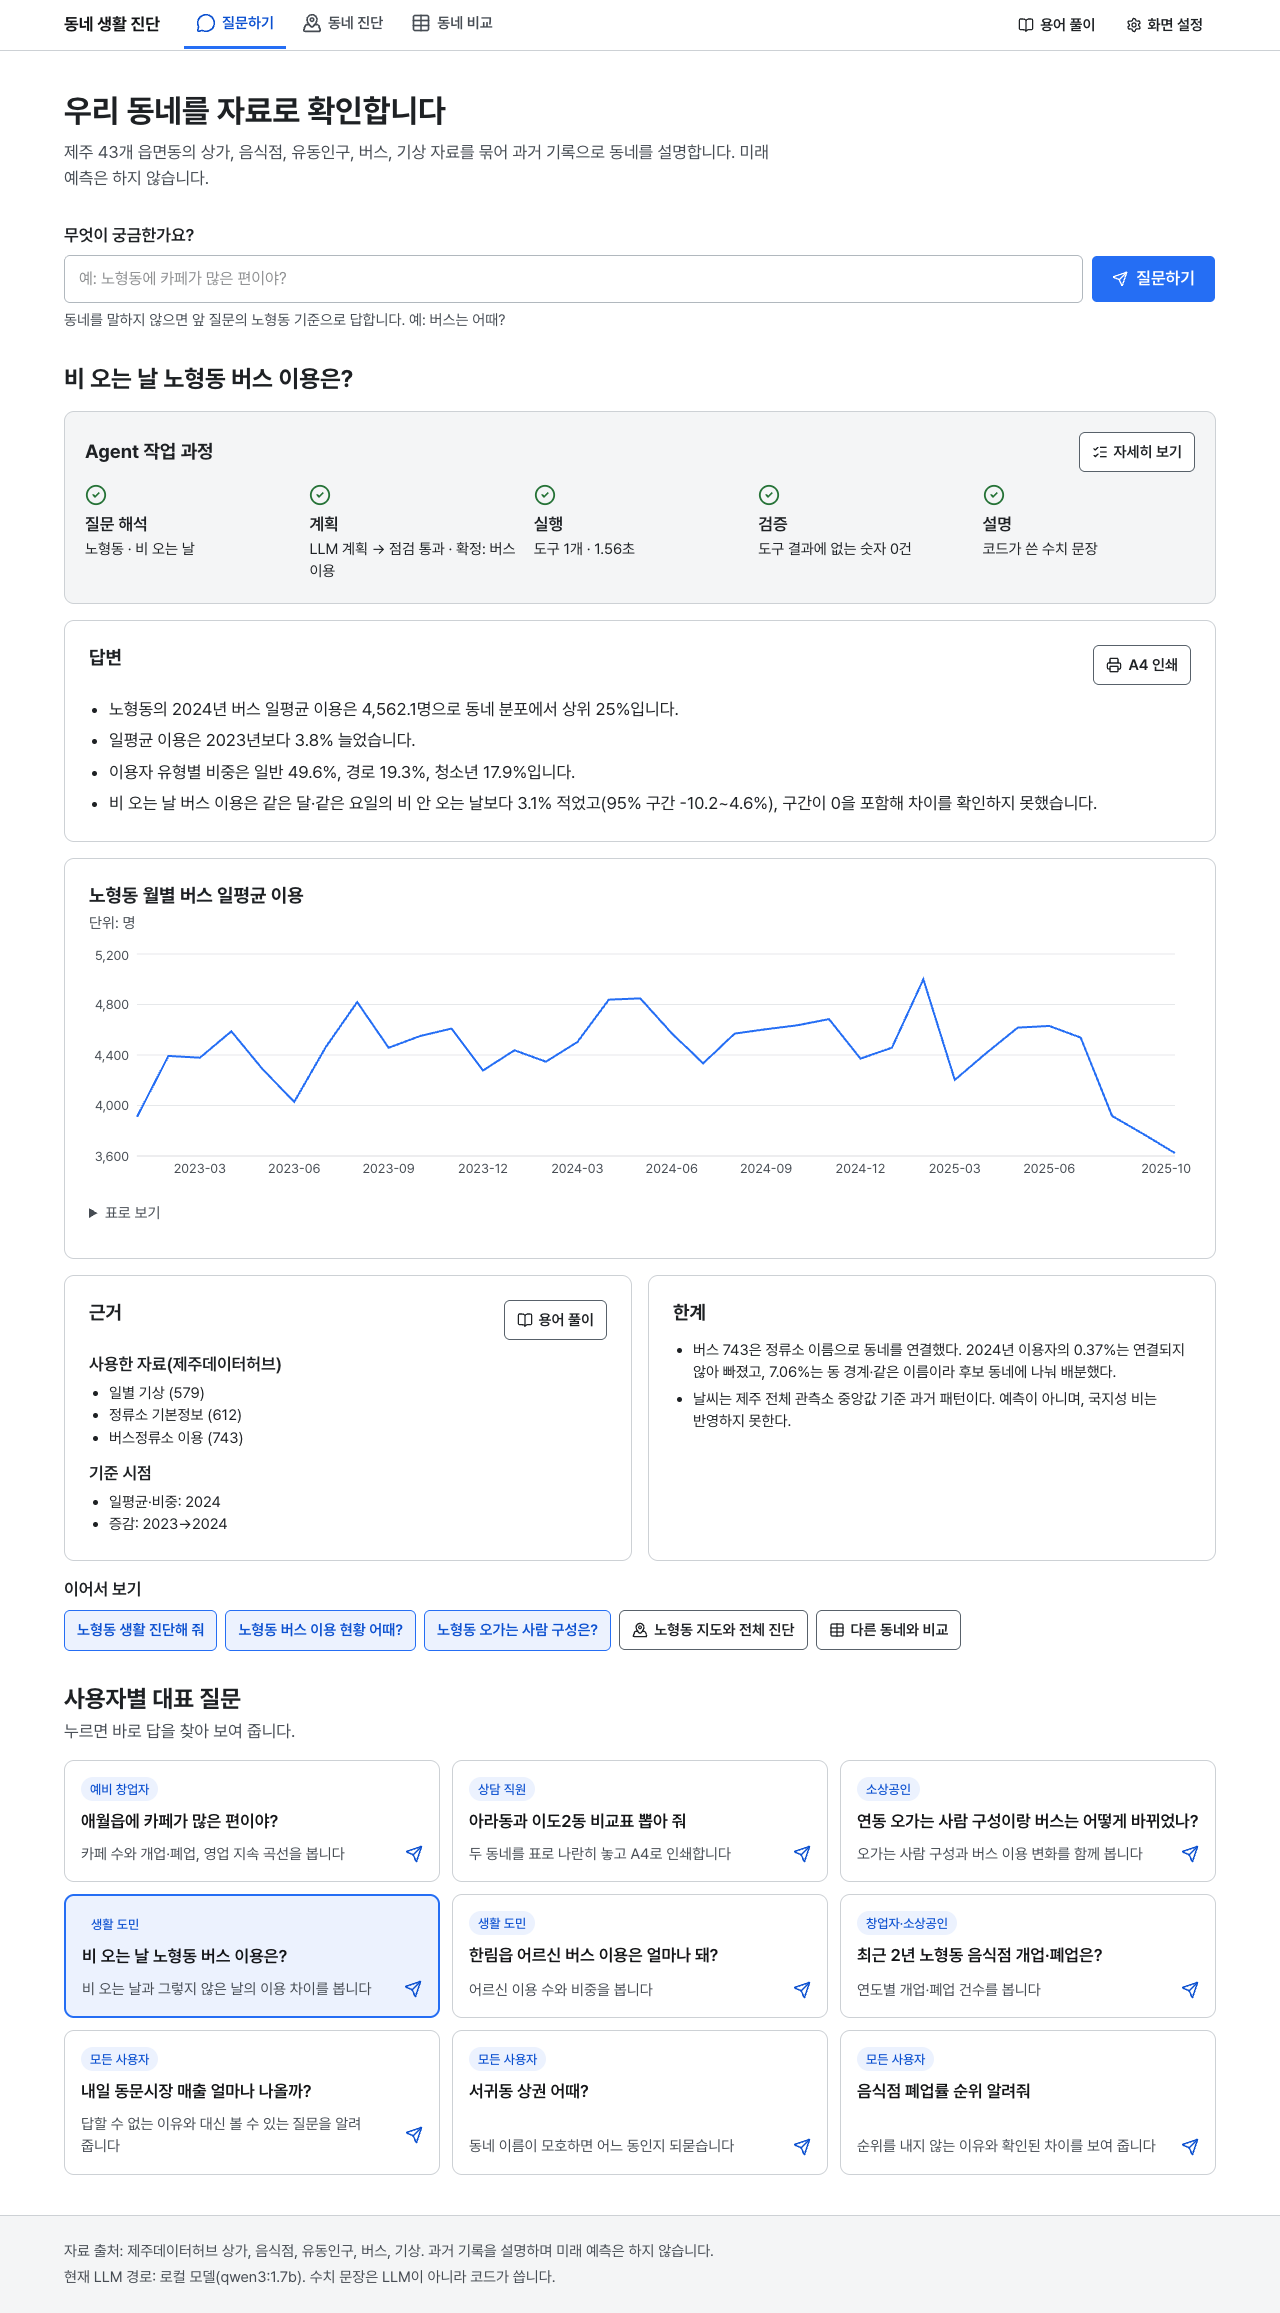 동네 생활 진단
질문하기
동네 진단
동네 비교
용어 풀이
화면 설정
우리 동네를 자료로 확인합니다
제주 43개 읍면동의 상가, 음식점, 유동인구, 버스, 기상 자료를 묶어 과거 기록으로 동네를 설명합니다. 미래
예측은 하지 않습니다.
무엇이 궁금한가요?
예: 노형동에 카페가 많은 편이야?
질문하기
동네를 말하지 않으면 앞 질문의 노형동 기준으로 답합니다. 예: 버스는 어때?
비 오는 날 노형동 버스 이용은?
Agent 작업 과정
자세히 보기
질문 해석
노형동 · 비 오는 날
계획
LLM 계획 → 점검 통과 · 확정: 버스
이용
실행
도구 1개 · 1.56초
검증
도구 결과에 없는 숫자 0건
설명
코드가 쓴 수치 문장
답변
A4 인쇄
• 노형동의 2024년 버스 일평균 이용은 4,562.1명으로 동네 분포에서 상위 25%입니다.
• 일평균 이용은 2023년보다 3.8% 늘었습니다.
• 이용자 유형별 비중은 일반 49.6%, 경로 19.3%, 청소년 17.9%입니다.
• 비 오는 날 버스 이용은 같은 달·같은 요일의 비 안 오는 날보다 3.1% 적었고(95% 구간 -10.2~4.6%), 구간이 0을 포함해 차이를 확인하지 못했습니다.
노형동 월별 버스 일평균 이용
단위: 명
5,200
4,800
4,400
4,000
3,600
2023-03 2023-06 2023-09 2023-12 2024-03 2024-06 2024-09 2024-12 2025-03 2025-06 2025-10
▶ 표로 보기
근거
용어 풀이
사용한 자료(제주데이터허브)
• 일별 기상 (579)
• 정류소 기본정보 (612)
• 버스정류소 이용 (743)
기준 시점
• 일평균·비중: 2024
• 증감: 2023→2024
한계
• 버스 743은 정류소 이름으로 동네를 연결했다. 2024년 이용자의 0.37%는 연결되지
않아 빠졌고, 7.06%는 동 경계·같은 이름이라 후보 동네에 나눠 배분했다.
• 날씨는 제주 전체 관측소 중앙값 기준 과거 패턴이다. 예측이 아니며, 국지성 비는
반영하지 못한다.
이어서 보기
노형동 생활 진단해 줘
노형동 버스 이용 현황 어때?
노형동 오가는 사람 구성은?
노형동 지도와 전체 진단
다른 동네와 비교
사용자별 대표 질문
누르면 바로 답을 찾아 보여 줍니다.
예비 창업자
애월읍에 카페가 많은 편이야?
카페 수와 개업·폐업, 영업 지속 곡선을 봅니다
상담 직원
아라동과 이도2동 비교표 뽑아 줘
두 동네를 표로 나란히 놓고 A4로 인쇄합니다
소상공인
연동 오가는 사람 구성이랑 버스는 어떻게 바뀌었나?
오가는 사람 구성과 버스 이용 변화를 함께 봅니다
생활 도민
비 오는 날 노형동 버스 이용은?
비 오는 날과 그렇지 않은 날의 이용 차이를 봅니다
생활 도민
한림읍 어르신 버스 이용은 얼마나 돼?
어르신 이용 수와 비중을 봅니다
창업자·소상공인
최근 2년 노형동 음식점 개업·폐업은?
연도별 개업·폐업 건수를 봅니다
모든 사용자
내일 동문시장 매출 얼마나 나올까?
답할 수 없는 이유와 대신 볼 수 있는 질문을 알려
줍니다
모든 사용자
서귀동 상권 어때?
동네 이름이 모호하면 어느 동인지 되묻습니다
모든 사용자
음식점 폐업률 순위 알려줘
순위를 내지 않는 이유와 확인된 차이를 보여 줍니다
자료 출처: 제주데이터허브 상가, 음식점, 유동인구, 버스, 기상. 과거 기록을 설명하며 미래 예측은 하지 않습니다.
현재 LLM 경로: 로컬 모델(qwen3:1.7b). 수치 문장은 LLM이 아니라 코드가 씁니다.